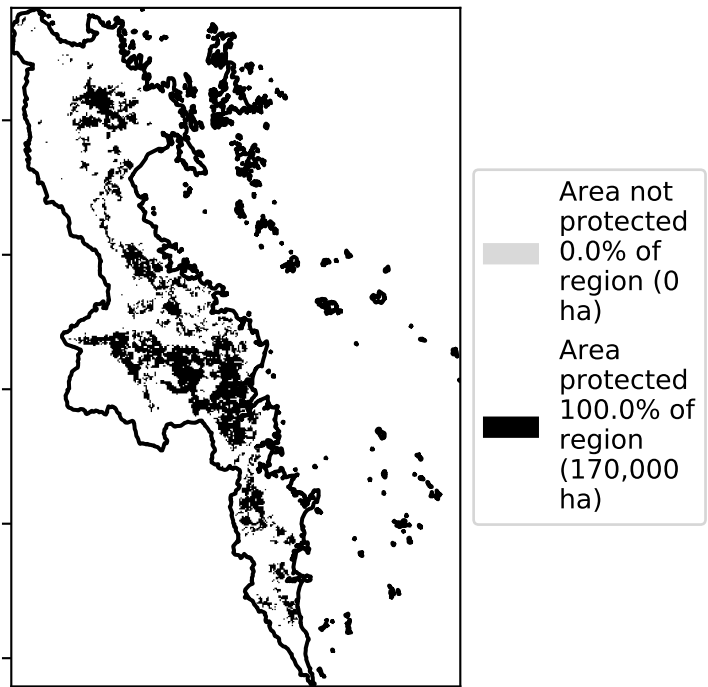 Area not
protected
0.0% of
region (0
ha)
Area
protected
100.0% of
region
(170,000
ha)